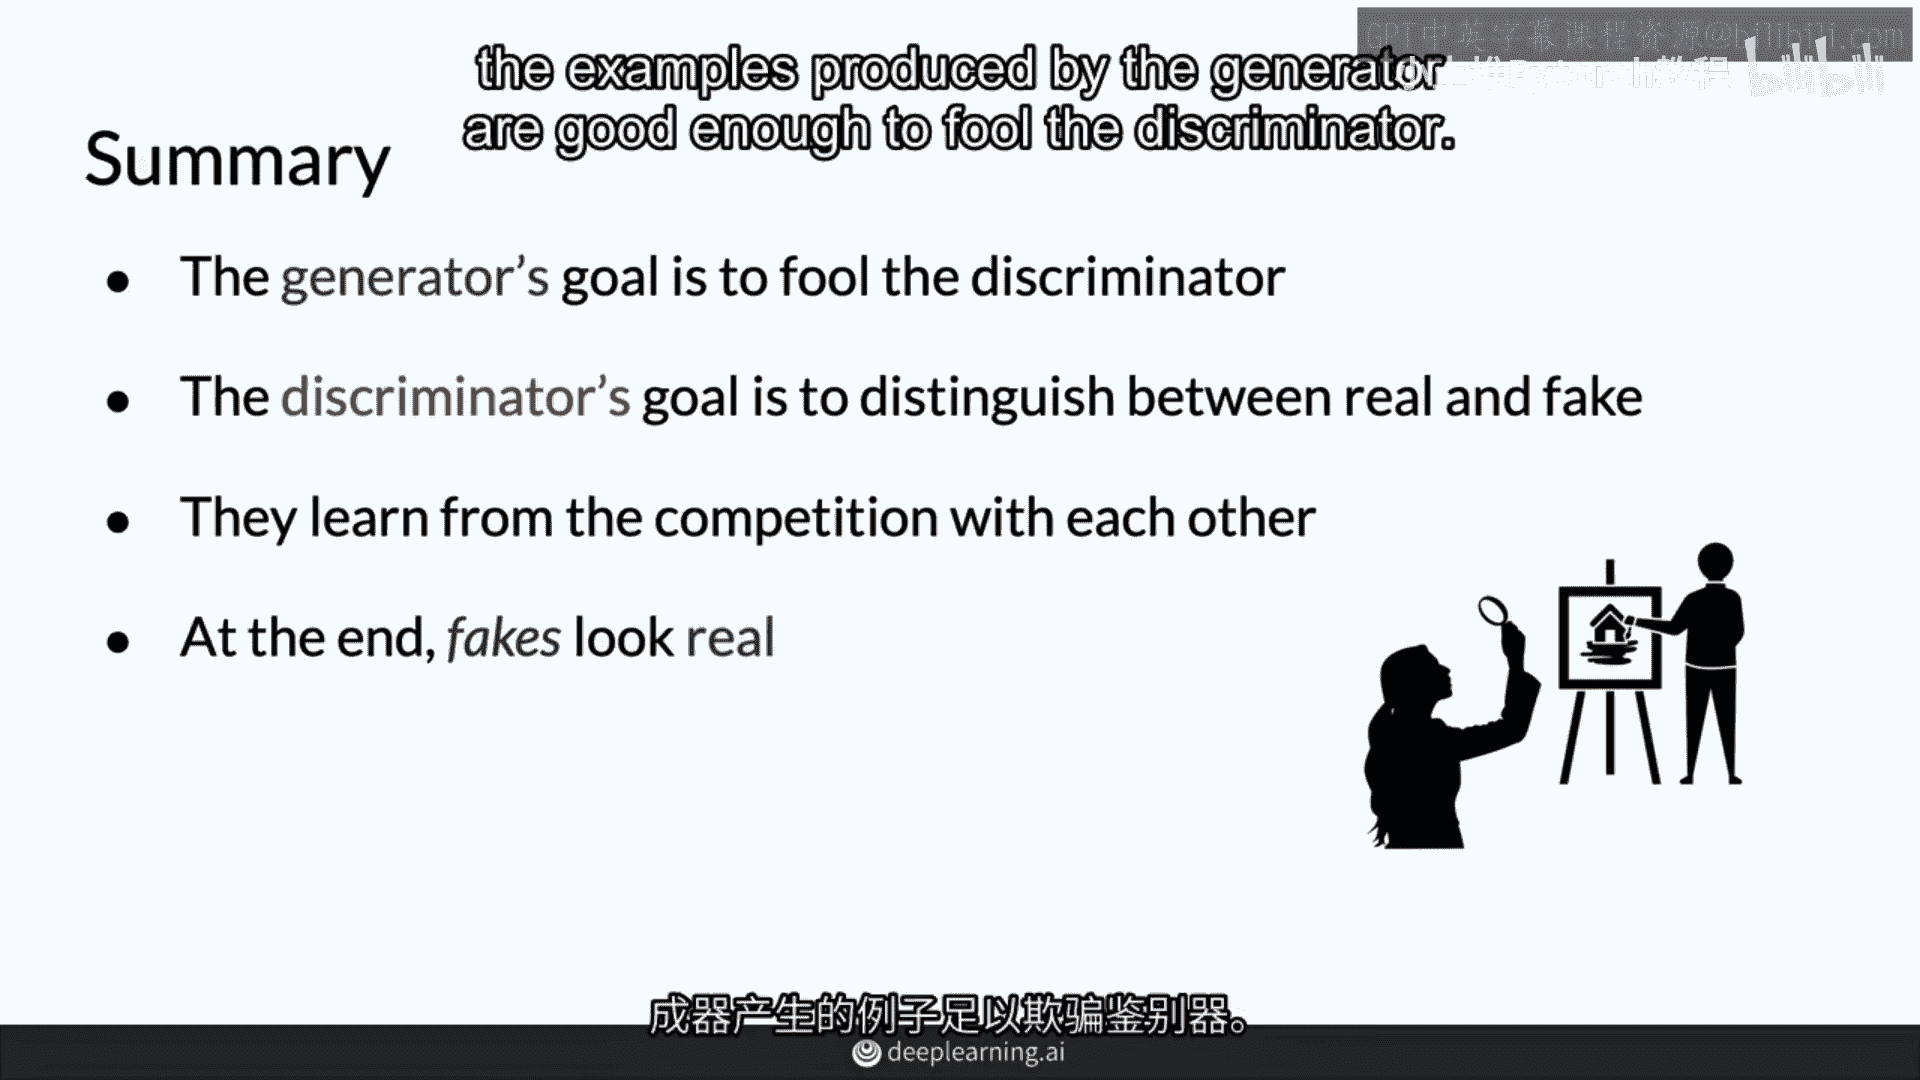 GPT中英字幕课程资源@bilibili.com
the examples produced by the generator
are good enough to fool the discriminator.
Summary
• The generator’s goal is to fool the discriminator
• The discriminator’s goal is to distinguish between real and fake
• They learn from the competition with each other
• At the end, fakes look real
成器产生的例子足以欺骗鉴别器。
deeplearning.ai